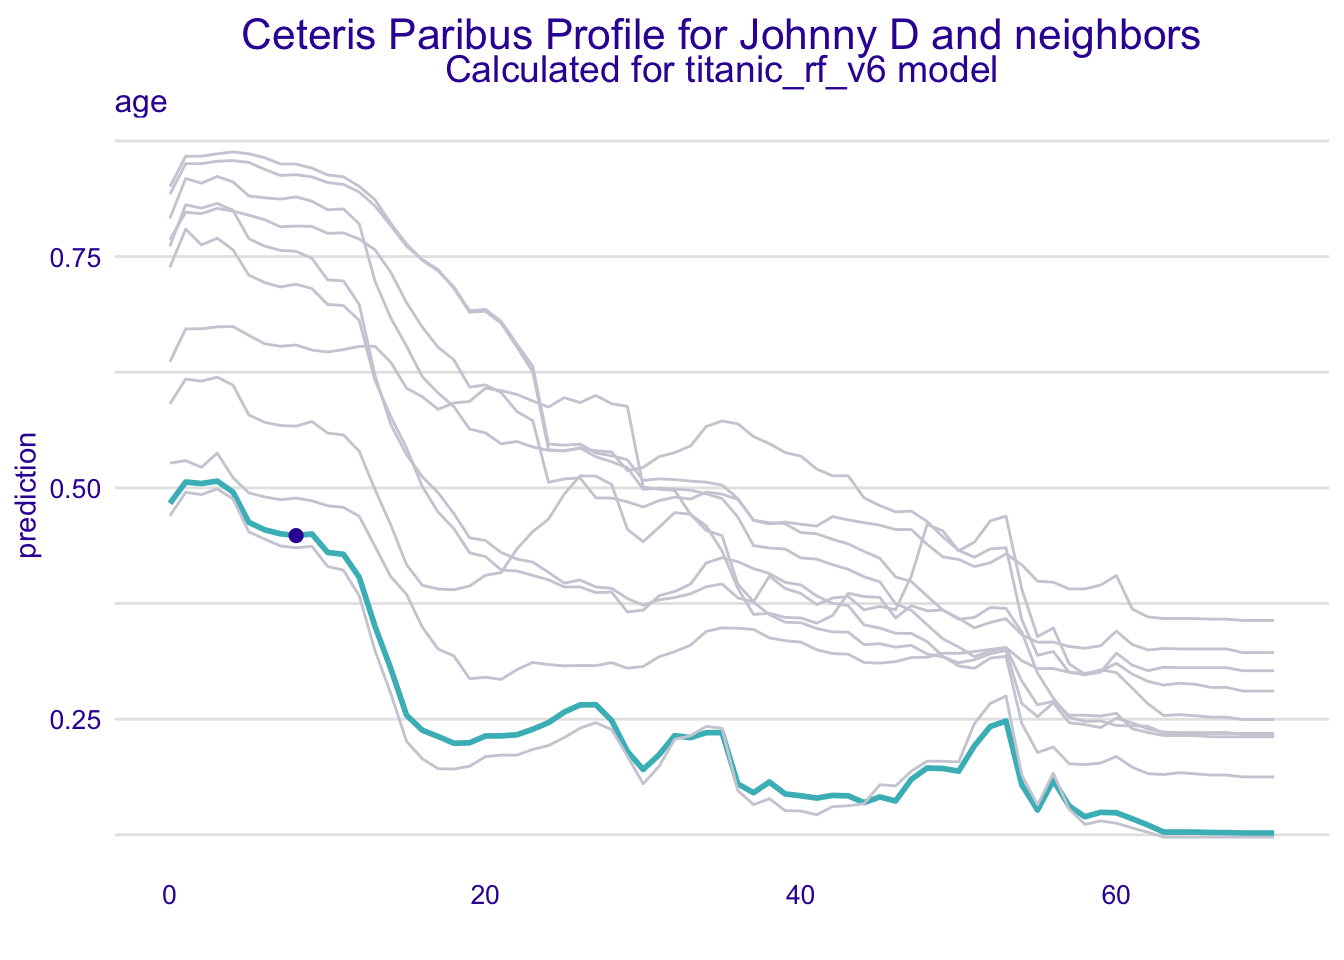 Ceteris Paribus Profile for Johnny D and neighbors
Calculated for titanic_rf_v6 model
age
prediction
0.75
0.50
0.25
0
20
40
60